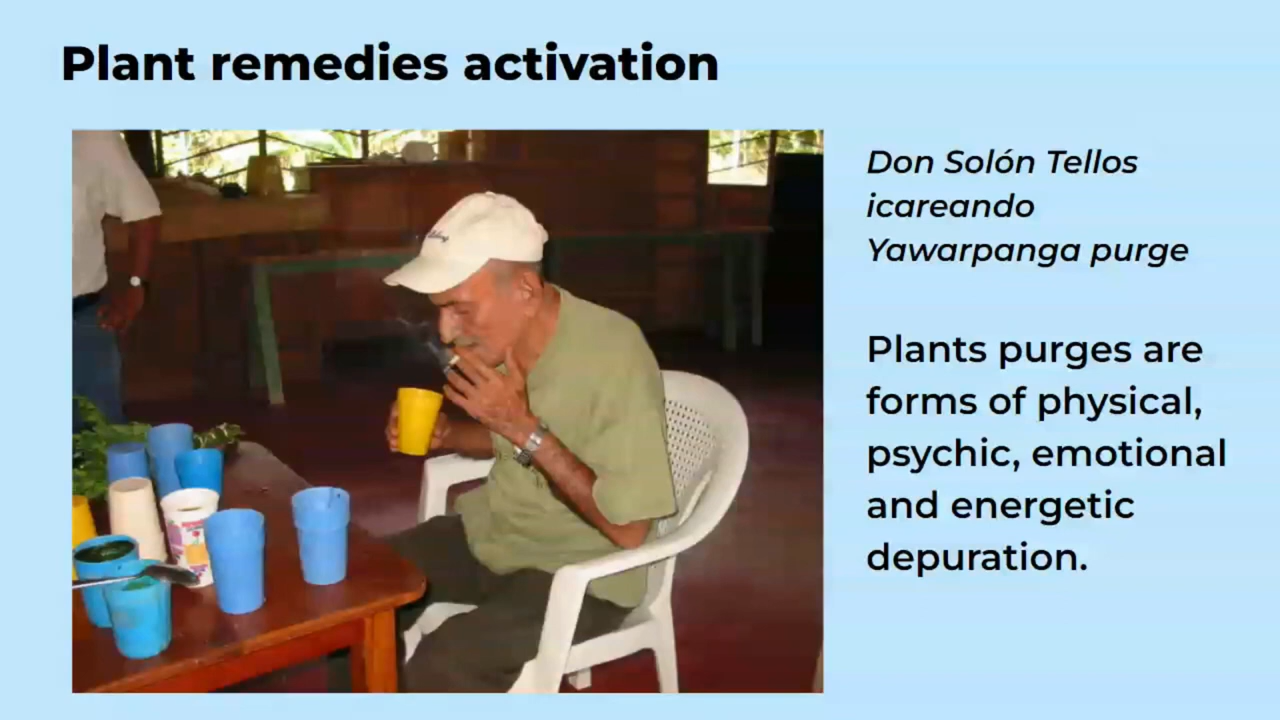 Plant remedies activation
Don Solón Tellos
icareando
Yawarpanga purge
Plants purges are
forms of physical,
psychic, emotional
and energetic
depuration.